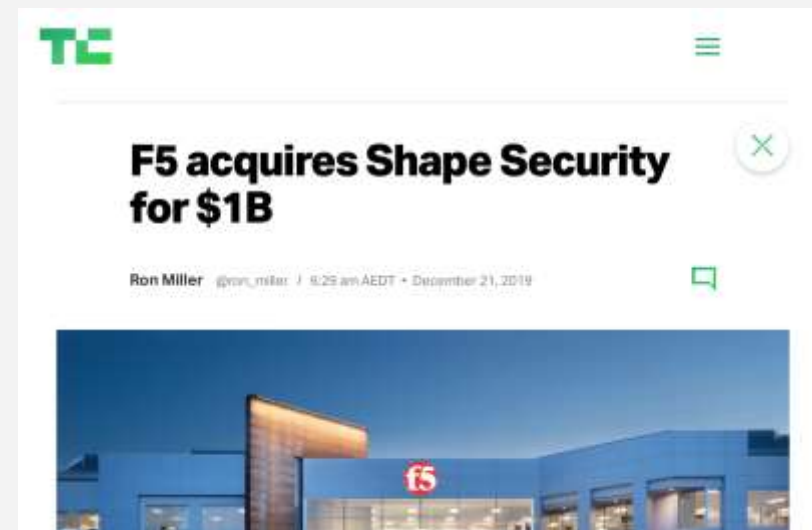 TC
F5 acquires Shape Security
for $1B
Ron Miller @ron_miller / 6:29 am AEDT • December 21, 2019
f5